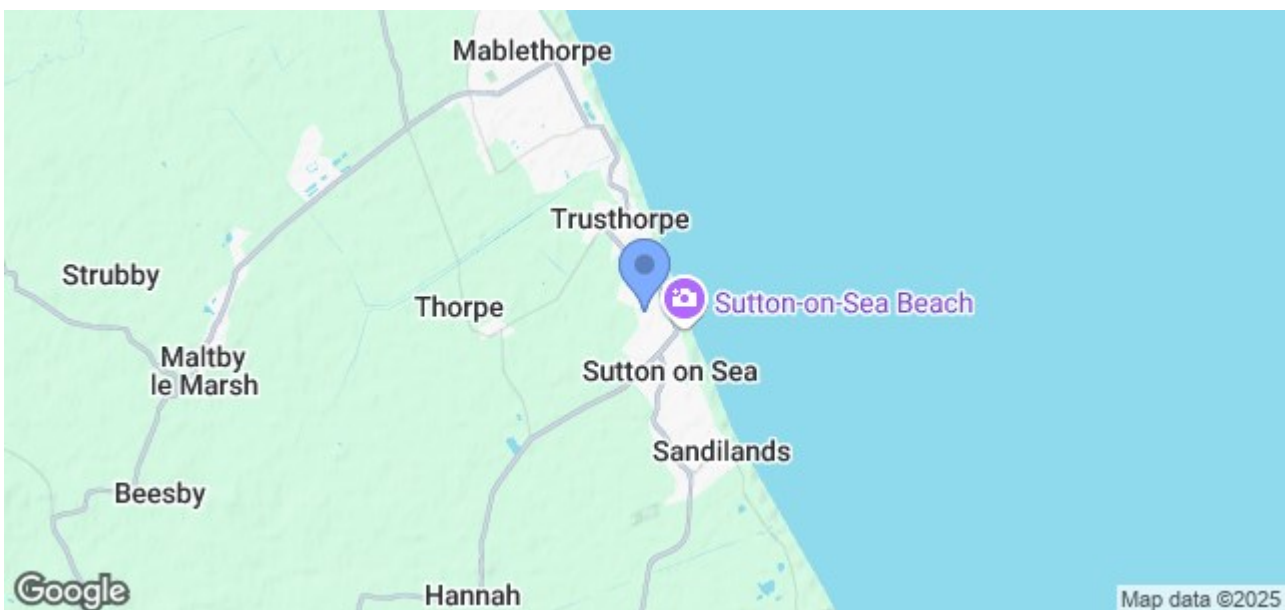 Mablethorpe
Trusthorpe
Strubby
Thorpe
Sutton-on-Sea Beach
Maltby
le Marsh
Sutton on Sea
Sandilands
Beesby
Hannah
Google
Map data ©2025